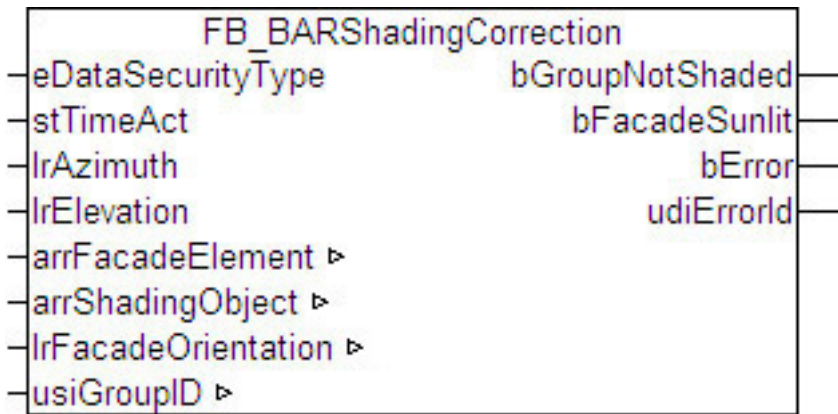 FB_BARShadingCorrection
eDataSecurityType bGroupNotShaded
stTimeAct bFacadeSunlit
lrAzimuth bError
lrElevation udiErrorId
arrFacadeElement
arrShadingObject
lrFacadeOrientation
usiGroupID